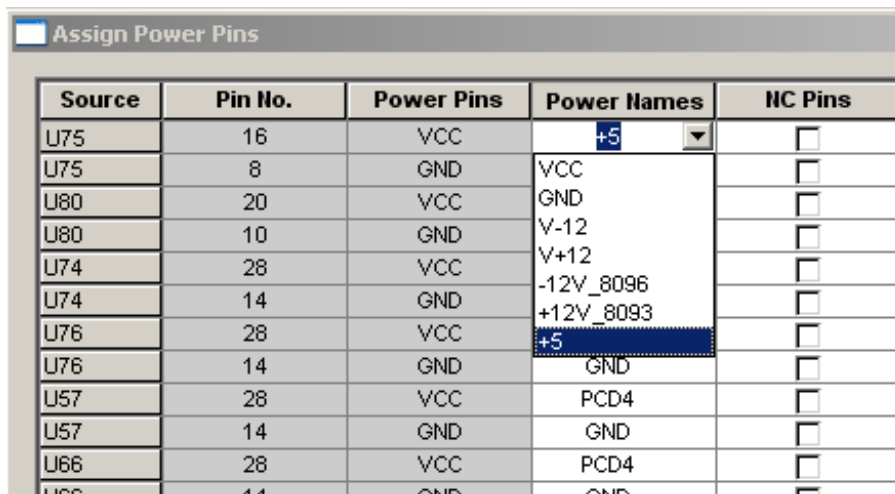 Assign Power Pins
Source Pin No. Power Pins Power Names NC Pins
U75 16 VCC +5
U75 8 GND VCC
U80 20 VCC GND
U80 10 GND V-12
U74 28 VCC V+12
-12V_8096
U74 14 GND +12V_8093
U76 28 VCC +5
U76 14 GND GND
U57 28 VCC PCD4
U57 14 GND GND
U66 28 VCC PCD4